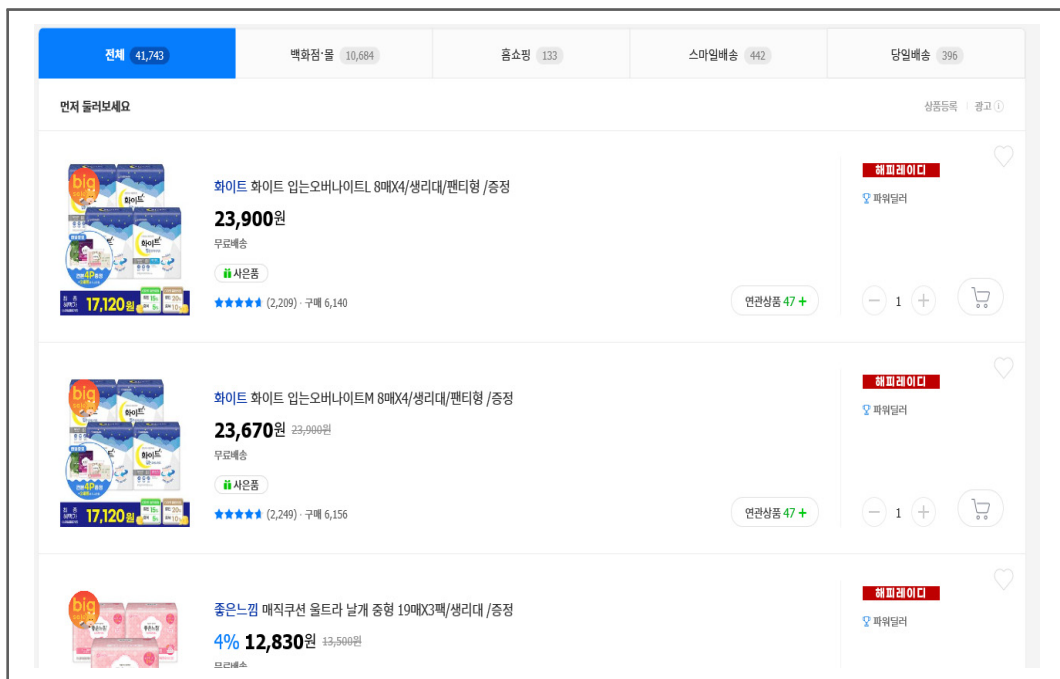 전체 41,743
백화점·몰 10,684
홈쇼핑 133
스마일배송 442
당일배송 396
먼저 둘러보세요
상품등록
광고
big
화이트
17,120원
화이트 화이트 입는오버나이트L 8매X4/생리대/팬티형 /증정
23,900원
무료배송
사은품
(2,209) · 구매 6,140
연관상품 47 +
해피레이디
파워딜러
1
big
화이트
17,120원
화이트 화이트 입는오버나이트M 8매X4/생리대/팬티형 /증정
23,670원 23,900원
무료배송
사은품
(2,249) · 구매 6,156
연관상품 47 +
해피레이디
파워딜러
1
big
좋은느낌
좋은느낌 매직쿠션 울트라 날개 중형 19매X3팩/생리대 /증정
4% 12,830원 13,500원
무료배송
해피레이디
파워딜러